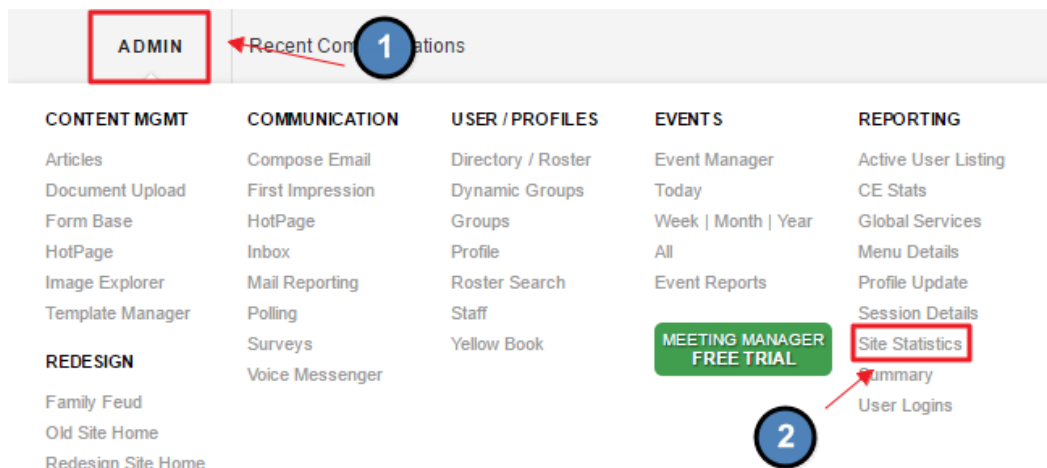 ADMIN
Recent Com ations
1
CONTENT MGMT
Articles
Document Upload
Form Base
HotPage
Image Explorer
Template Manager
REDESIGN
Family Feud
Old Site Home
Redesign Site Home
COMMUNICATION
Compose Email
First Impression
HotPage
Inbox
Mail Reporting
Polling
Surveys
Voice Messenger
USER / PROFILES
Directory / Roster
Dynamic Groups
Groups
Profile
Roster Search
Staff
Yellow Book
EVENTS
Event Manager
Today
Week | Month | Year
All
Event Reports
MEETING MANAGER
FREE TRIAL
REPORTING
Active User Listing
CE Stats
Global Services
Menu Details
Profile Update
Session Details
Site Statistics
Summary
User Logins
2